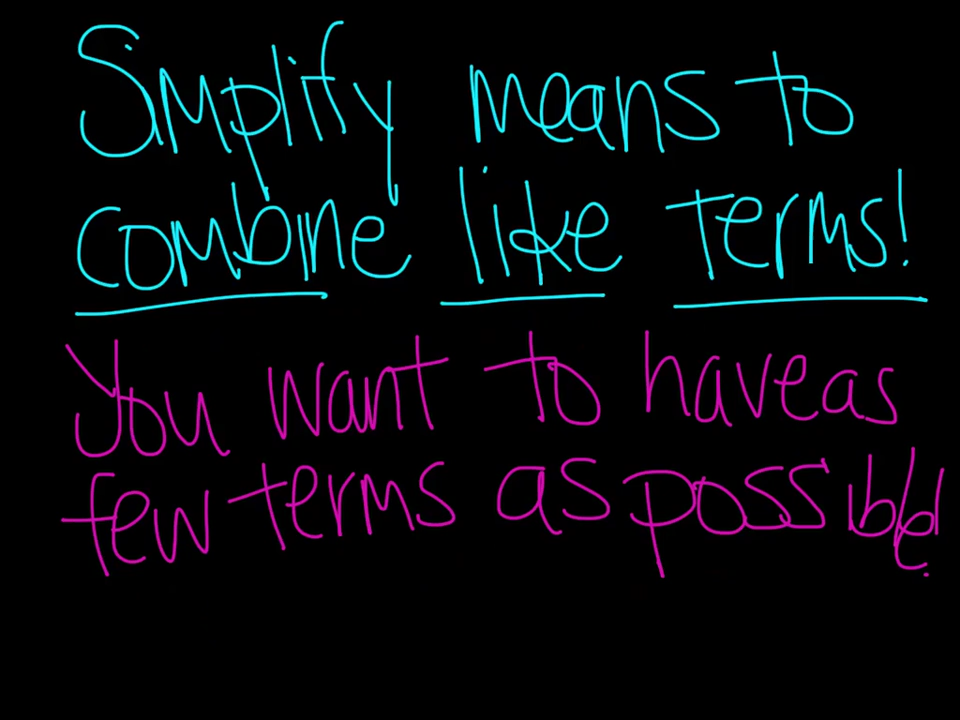 Simplify means to
combine like terms!
You want to have as
few terms as possible!